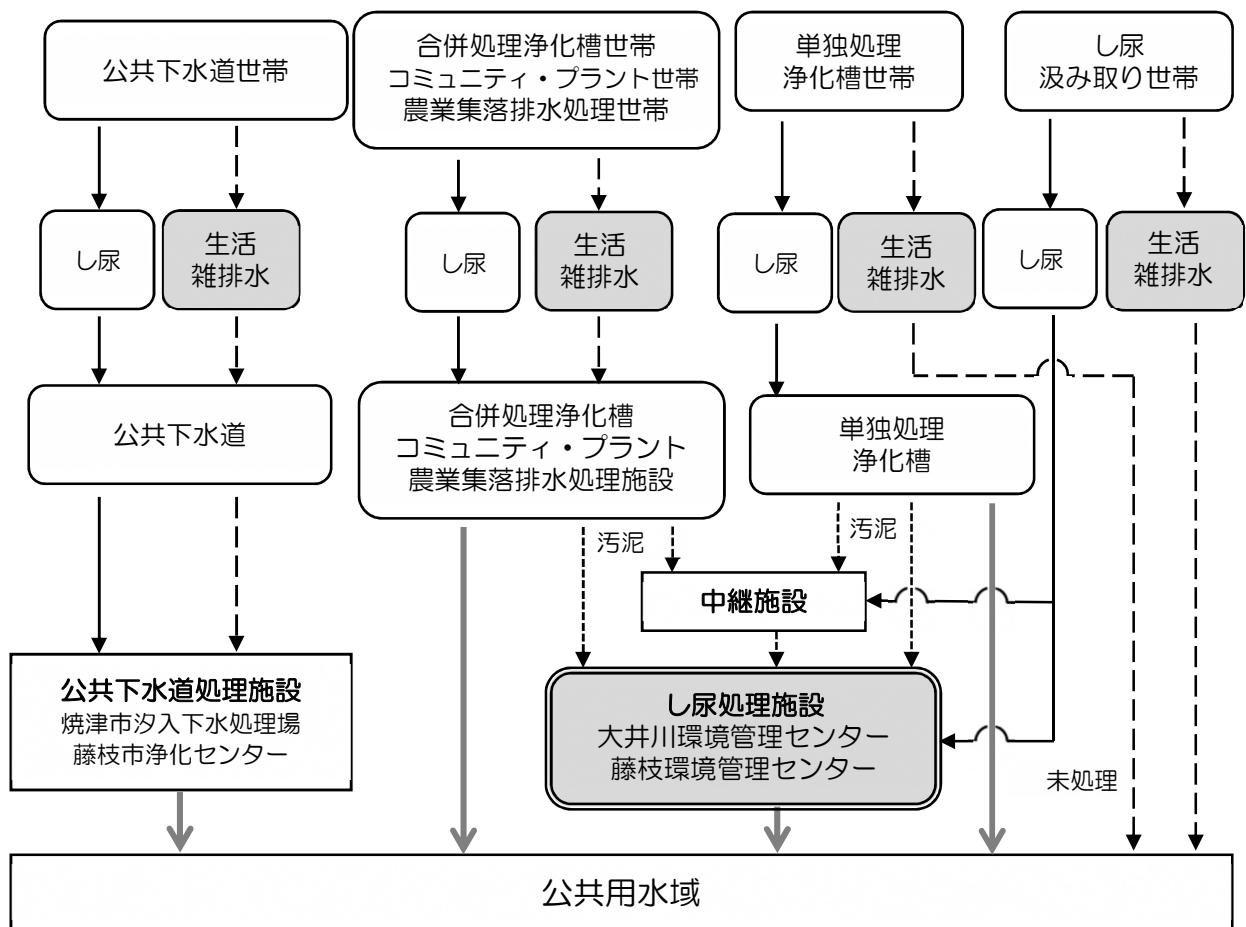 公共下水道世帯
合併処理浄化槽世帯
コミュニティ・プラント世帯
農業集落排水処理世帯
単独処理
浄化槽世帯
し尿
汲み取り世帯
し尿
生活
雑排水
し尿
生活
雑排水
し尿
生活
雑排水
し尿
生活
雑排水
公共下水道
合併処理浄化槽
コミュニティ・プラント
農業集落排水処理施設
単独処理
浄化槽
汚泥
汚泥
中継施設
公共下水道処理施設
焼津市汐入下水処理場
藤枝市浄化センター
し尿処理施設
大井川環境管理センター
藤枝環境管理センター
未処理
公共用水域